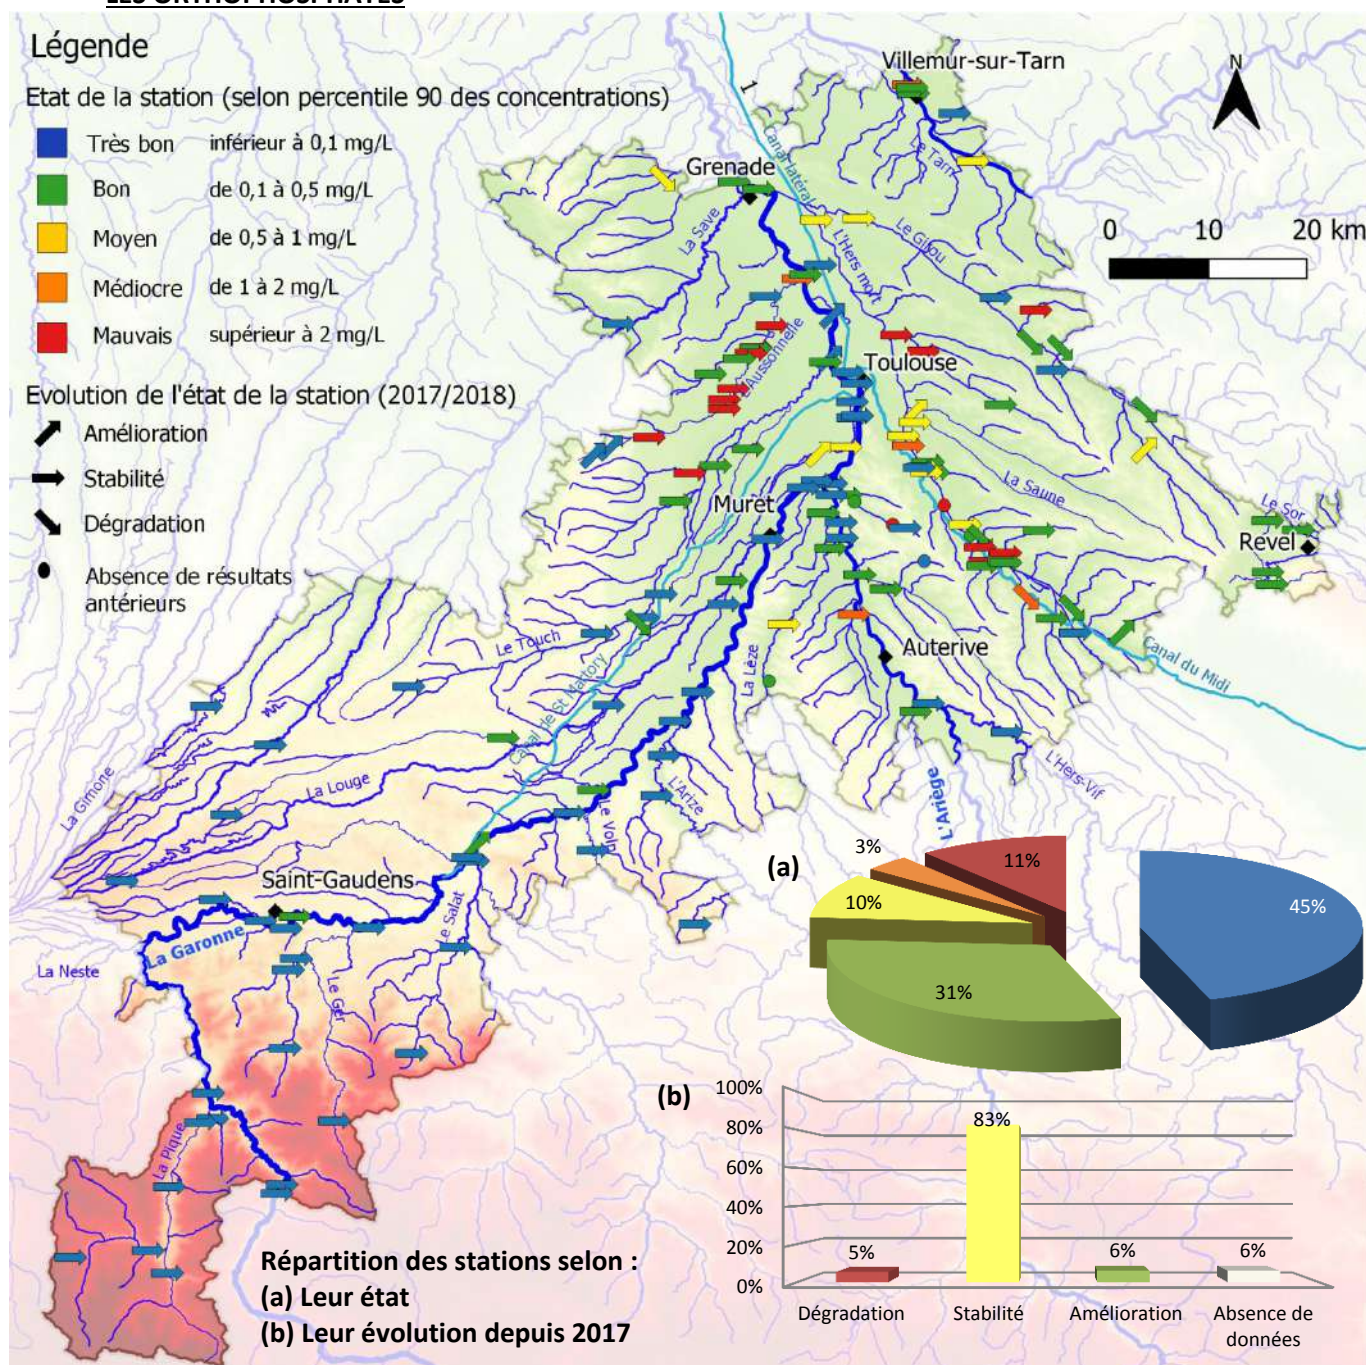 LES ORTHOPHOSPHATES
Légende
Etat de la station (selon percentile 90 des concentrations)
Très bon inférieur à 0,1 mg/L
Bon de 0,1 à 0,5 mg/L
Moyen de 0,5 à 1 mg/L
Médiocre de 1 à 2 mg/L
Mauvais supérieur à 2 mg/L
Evolution de l'état de la station (2017/2018)
Amélioration
Stabilité
Dégradation
Absence de résultats
antérieurs
Villemur-sur-Tarn
N
1
Canal latéral
Le Tarn
Grenade
La Save
L'Hers mort
Le Girou
0 10 20 km
L'Aussonnelle
Toulouse
La Saune
Le Sor
Revel
Muret
Le Touch
Canal de St Martory
La Lèze
Auterive
Canal du Midi
L'Hers-Vif
L'Ariège
La Gimone
La Louge
L'Arize
Le Volp
Saint-Gaudens
Le Salat
La Garonne
La Neste
Le Ger
La Pique
(a)
3%
11%
45%
10%
31%
(b)
100%
80%
60%
40%
20%
0%
5%
83%
6%
6%
Dégradation Stabilité Amélioration Absence de
données
Répartition des stations selon :
(a) Leur état
(b) Leur évolution depuis 2017